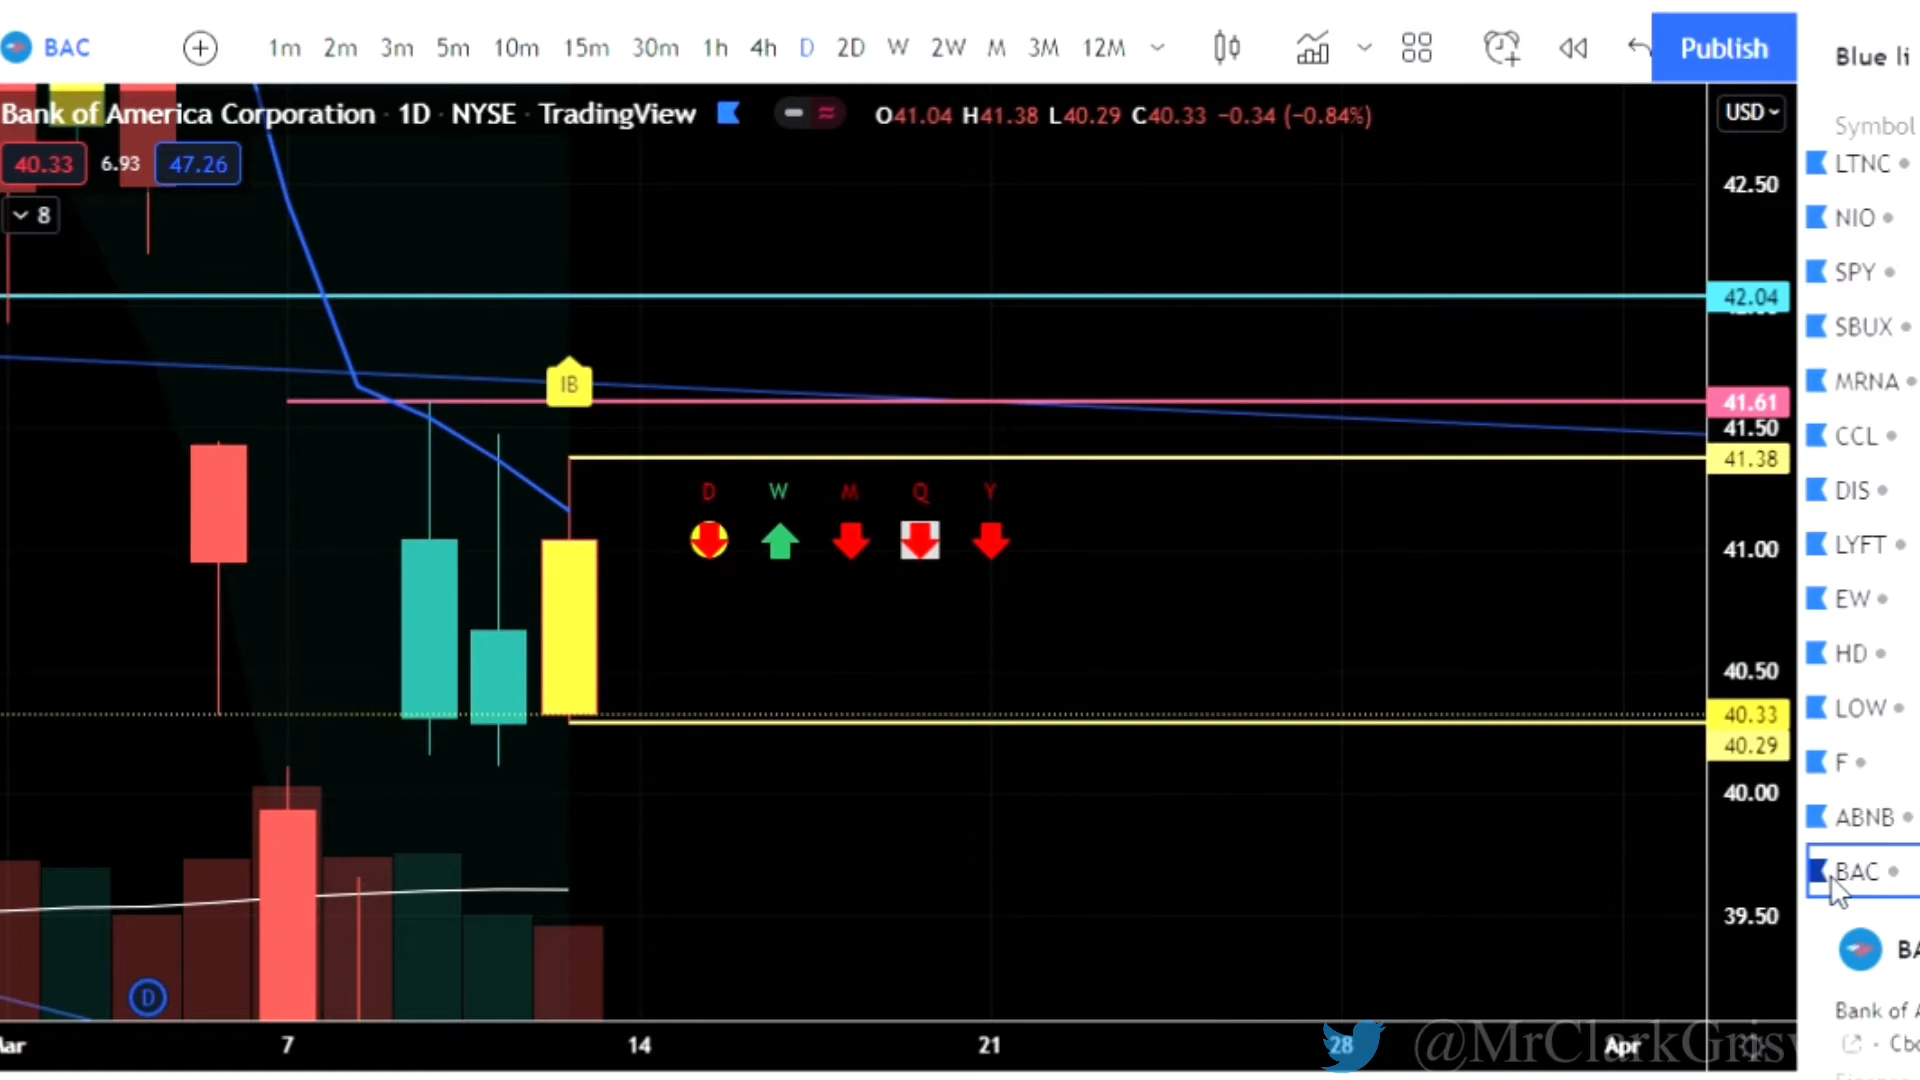 BAC 1m 2m 3m 5m 10m 15m 30m 1h 4h D 2D W 2W M 3M 12M Publish
Blue li
Bank of America Corporation · 1D · NYSE · TradingView O41.04 H41.38 L40.29 C40.33 −0.34 (−0.84%) USD
40.33 6.93 47.26
8
Symbol
LTNC
NIO
SPY
SBUX
MRNA
CCL
DIS
LYFT
EW
HD
LOW
F
ABNB
BAC
42.50
42.04
41.61
41.50
41.38
41.00
40.50
40.33
40.29
40.00
39.50
IB
D W M Q Y
D
7 14 21 28 Apr
@MrClarkGrisw
BA
Bank of A
Cbo